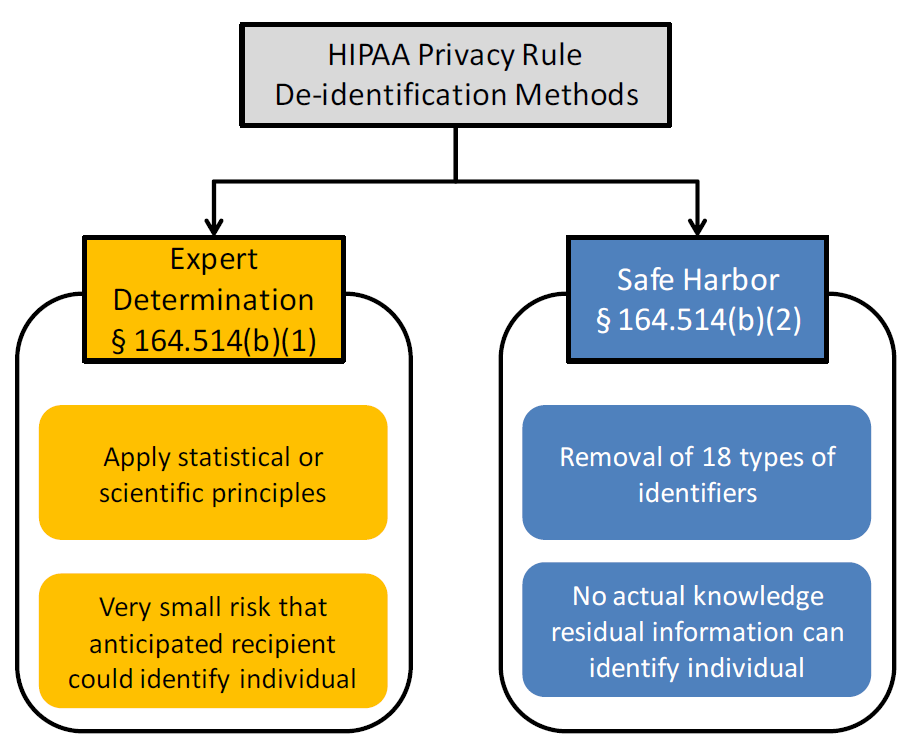 HIPAA Privacy Rule
De-identification Methods
Expert
Determination
§ 164.514(b)(1)
Apply statistical or
scientific principles
Very small risk that
anticipated recipient
could identify individual
Safe Harbor
§ 164.514(b)(2)
Removal of 18 types of
identifiers
No actual knowledge
residual information can
identify individual